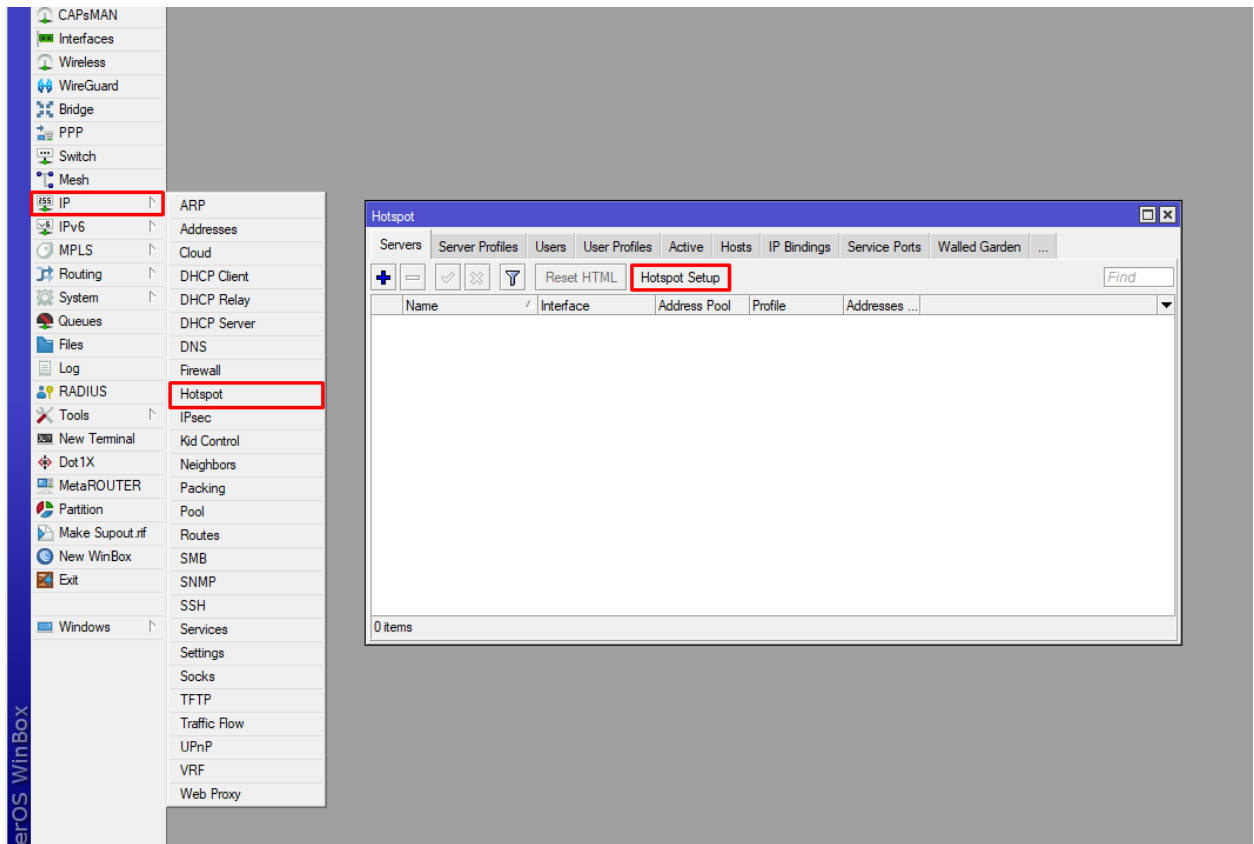 CAPsMAN
Interfaces
Wireless
WireGuard
Bridge
PPP
Switch
Mesh
255 IP
v6 IPv6
MPLS
Routing
System
Queues
Files
Log
RADIUS
Tools
New Terminal
Dot1X
MetaROUTER
Partition
Make Supout.rif
New WinBox
Exit
Windows
ARP
Addresses
Cloud
DHCP Client
DHCP Relay
DHCP Server
DNS
Firewall
Hotspot
IPsec
Kid Control
Neighbors
Packing
Pool
Routes
SMB
SNMP
SSH
Services
Settings
Socks
TFTP
Traffic Flow
UPnP
VRF
Web Proxy
Hotspot
Servers Server Profiles Users User Profiles Active Hosts IP Bindings Service Ports Walled Garden ...
Reset HTML Hotspot Setup Find
Name / Interface Address Pool Profile Addresses ...
0 items
erOS WinBox